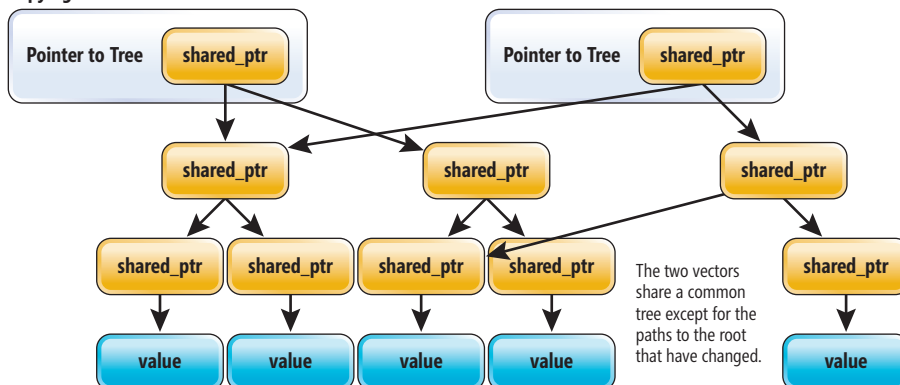 Pointer to Tree shared_ptr Pointer to Tree shared_ptr
shared_ptr shared_ptr shared_ptr
shared_ptr shared_ptr shared_ptr shared_ptr shared_ptr
The two vectors
share a common
tree except for the
paths to the root
that have changed.
value value value value value